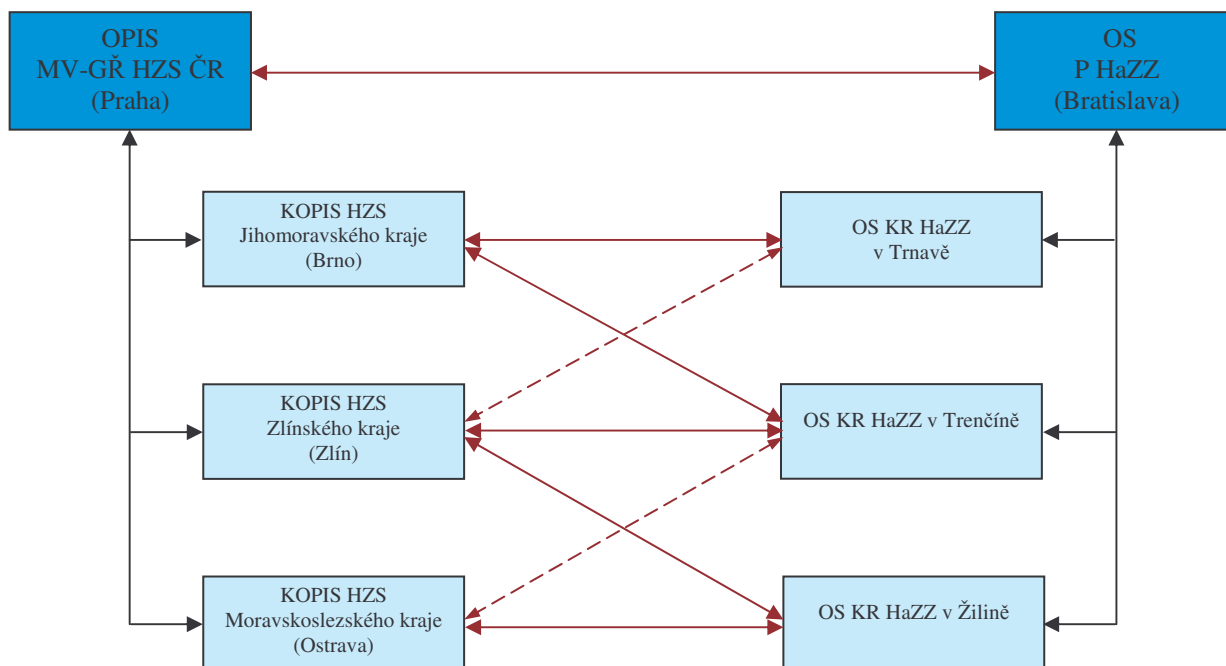 OPIS
MV-GŘ HZS ČR
(Praha)
OS
P HaZZ
(Bratislava)
KOPIS HZS
Jihomoravského kraje
(Brno)
OS KR HaZZ
v Trnavě
KOPIS HZS
Zlínského kraje
(Zlín)
OS KR HaZZ v Trenčíně
KOPIS HZS
Moravskoslezského kraje
(Ostrava)
OS KR HaZZ v Žilině